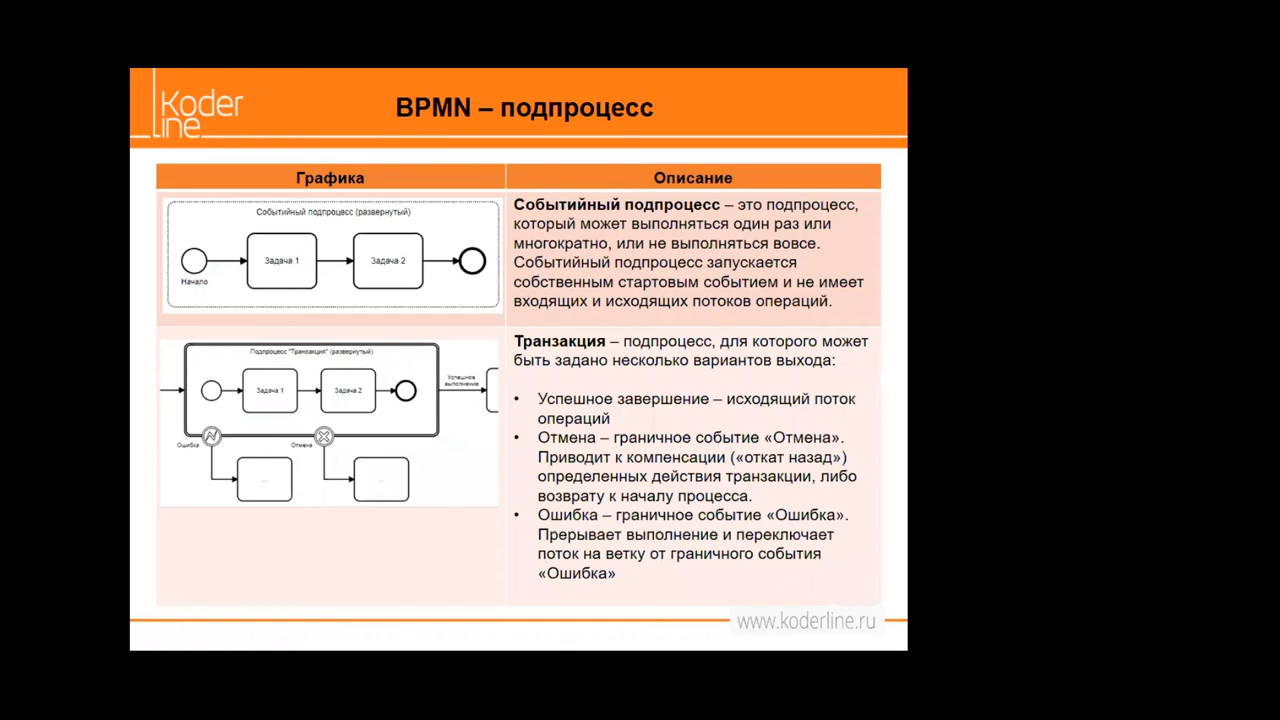 Koder
line
BPMN – подпроцесс
Графика
Описание
Событийный подпроцесс (развернутый)
Задача 1
Задача 2
Начало
Событийный подпроцесс – это подпроцесс,
который может выполняться один раз или
многократно, или не выполняться вовсе.
Событийный подпроцесс запускается
собственным стартовым событием и не имеет
входящих и исходящих потоков операций.
Подпроцесс "Транзакция" (развернутый)
Задача 1
Задача 2
Успешное
выполнение
Ошибка
Отмена
...
...
Транзакция – подпроцесс, для которого может
быть задано несколько вариантов выхода:
• Успешное завершение – исходящий поток
операций
• Отмена – граничное событие «Отмена».
Приводит к компенсации («откат назад»)
определенных действия транзакции, либо
возврату к началу процесса.
• Ошибка – граничное событие «Ошибка».
Прерывает выполнение и переключает
поток на ветку от граничного события
«Ошибка»
www.koderline.ru